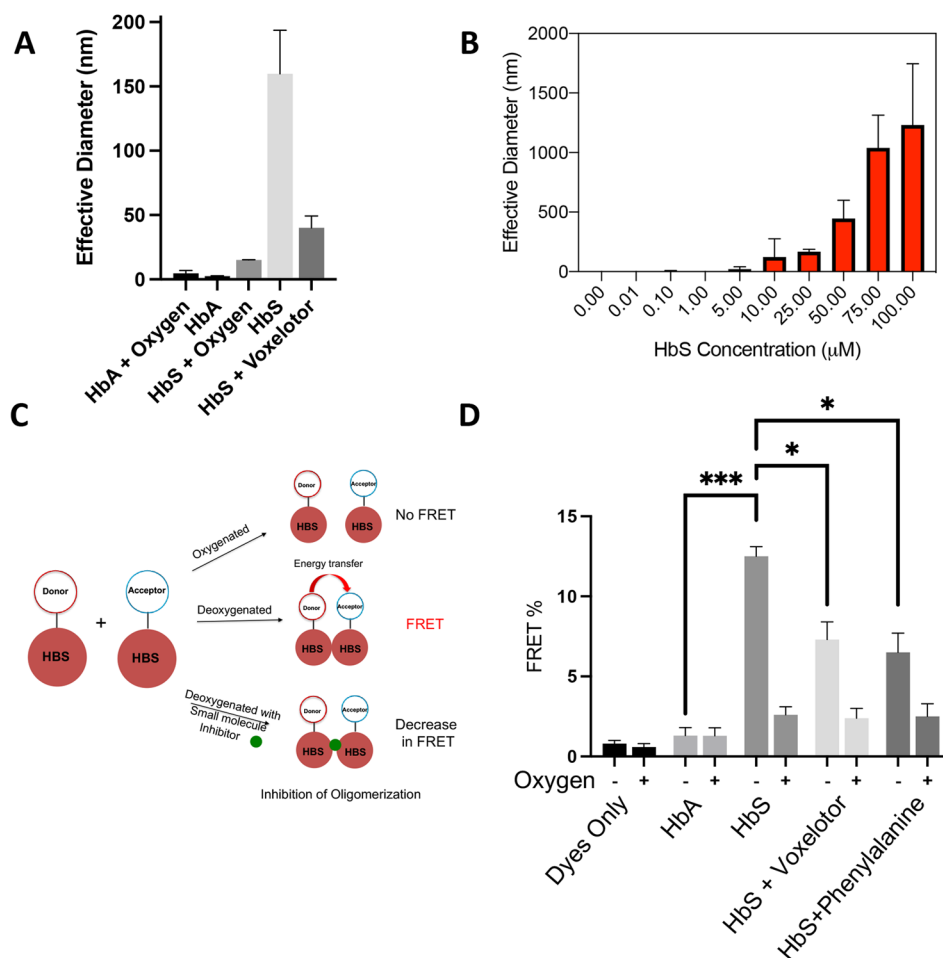 A
Effective Diameter (nm)
200
150
100
50
0
HbA + Oxygen
HbA
HbS + Oxygen
HbS
HbS + Voxelotor
B
Effective Diameter (nm)
2000
1500
1000
500
0
0.00
0.01
0.10
1.00
5.00
10.00
25.00
50.00
75.00
100.00
HbS Concentration (μM)
C
Donor
HBS
+
Acceptor
HBS
Oxygenated
Donor
HBS
Acceptor
HBS
No FRET
Energy transfer
Deoxygenated
Donor
HBS
Acceptor
HBS
FRET
Deoxygenated with
Small molecule
Inhibitor
Donor
HBS
Acceptor
HBS
Decrease
in FRET
Inhibition of Oligomerization
D
*
*
***
FRET %
15
10
5
0
Oxygen - + - + - + - + - +
Dyes Only
HbA
HbS
HbS + Voxelotor
HbS+Phenylalanine